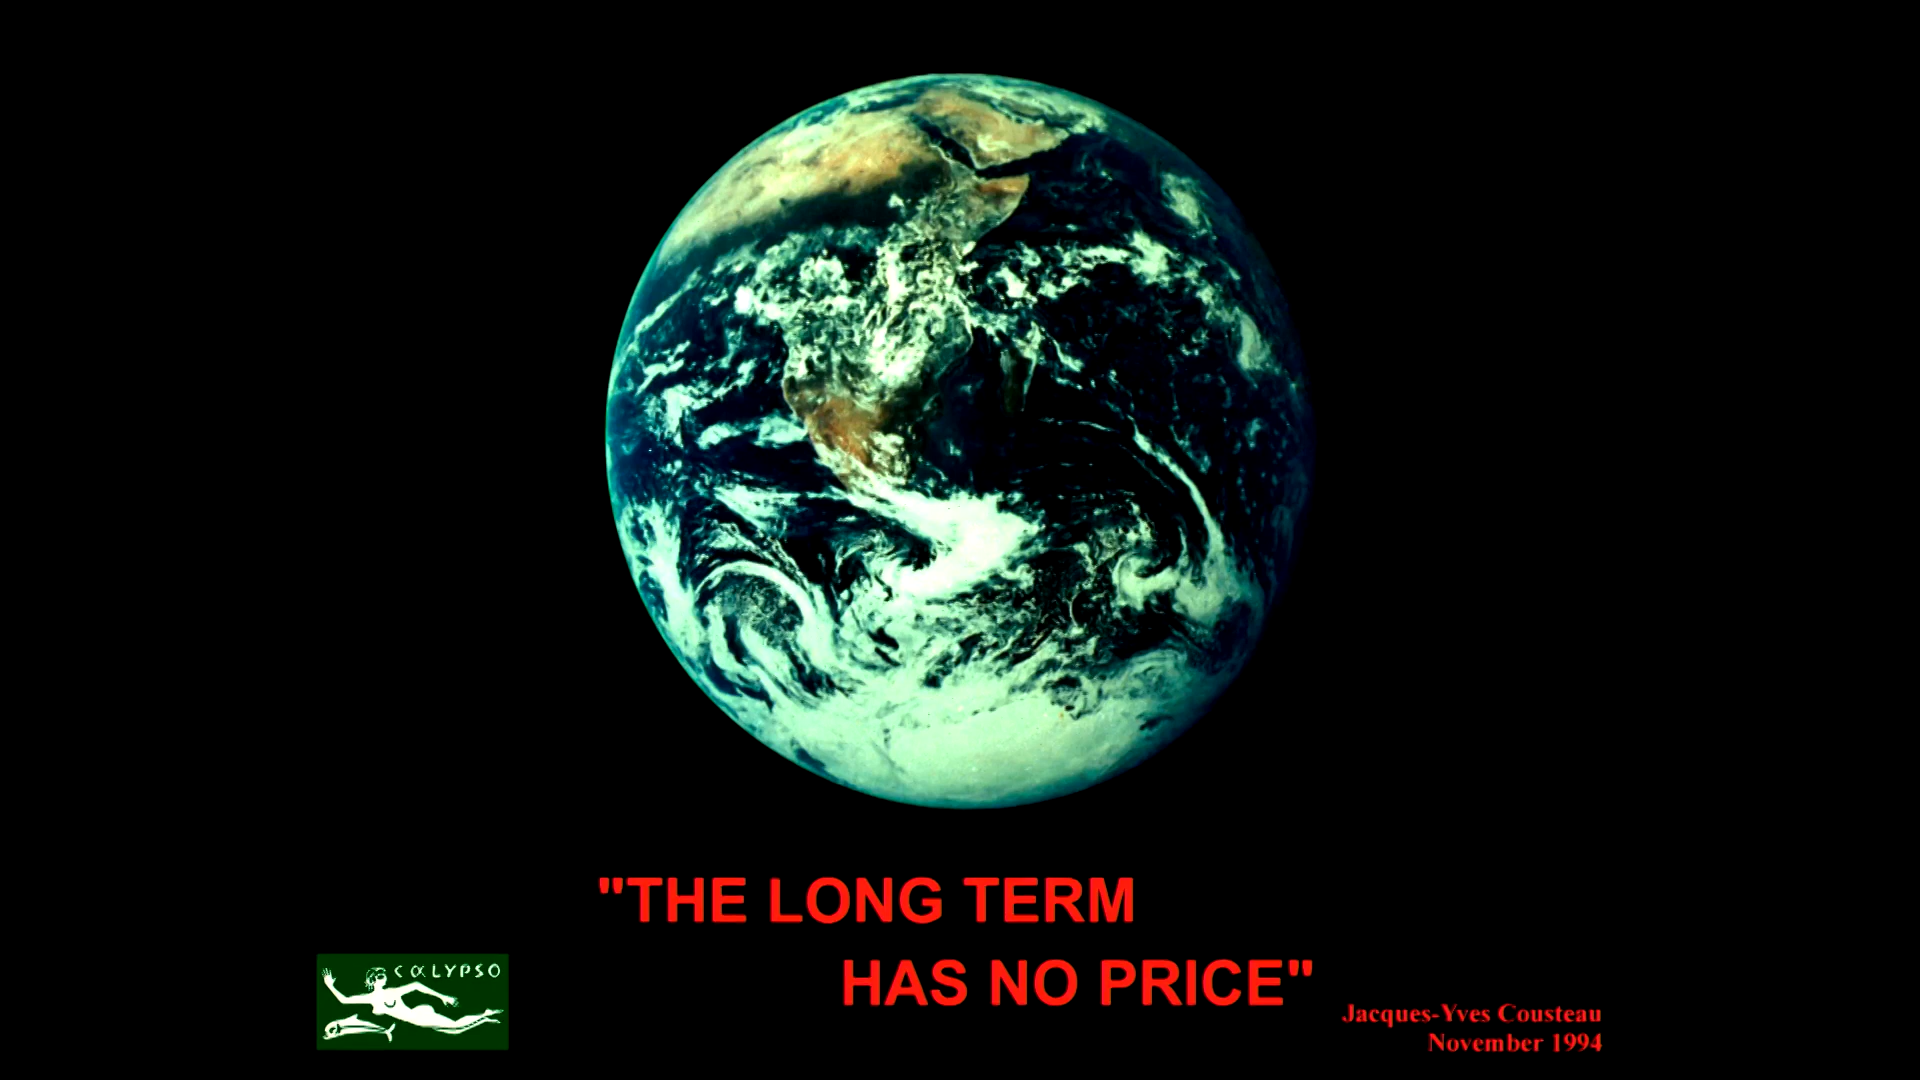 "THE LONG TERM
HAS NO PRICE"
CALYPSO
Jacques-Yves Cousteau
November 1994